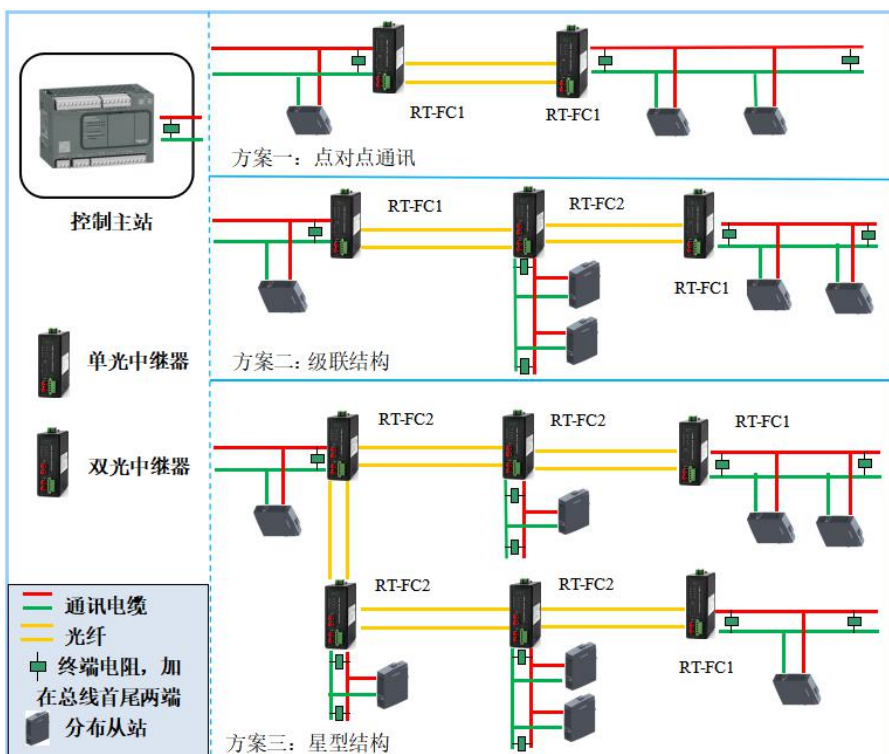 控制主站
单光中继器
双光中继器
通讯电缆
光纤
终端电阻，加
在总线首尾两端
分布从站
RT-FC1
RT-FC1
方案一：点对点通讯
RT-FC1
RT-FC2
RT-FC1
方案二：级联结构
RT-FC2
RT-FC2
RT-FC1
RT-FC2
RT-FC2
RT-FC1
方案三：星型结构